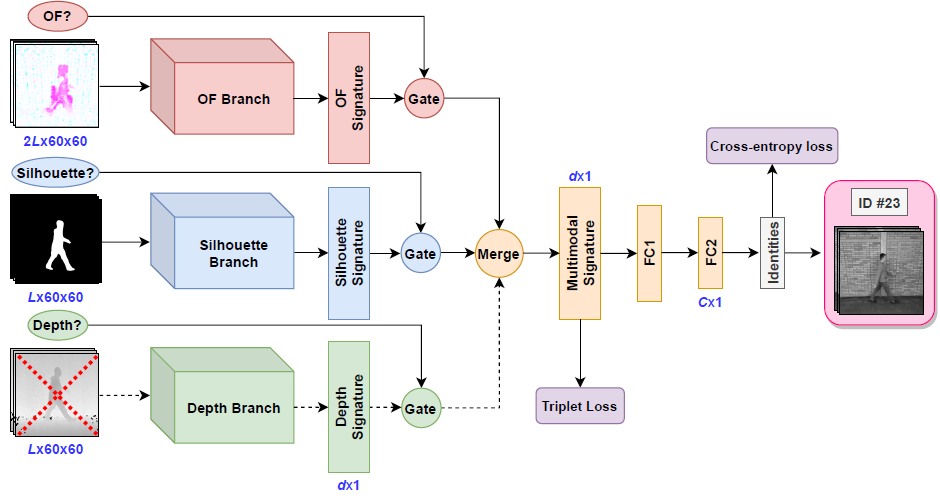 OF?
OF Branch
OF
Signature
Gate
2Lx60x60
Silhouette?
Silhouette
Branch
Silhouette
Signature
Gate
Lx60x60
Merge
dx1
Multimodal
Signature
FC1
FC2
Cx1
Identities
Cross-entropy loss
ID #23
Triplet Loss
Depth?
Depth Branch
Depth
Signature
Gate
Lx60x60
dx1